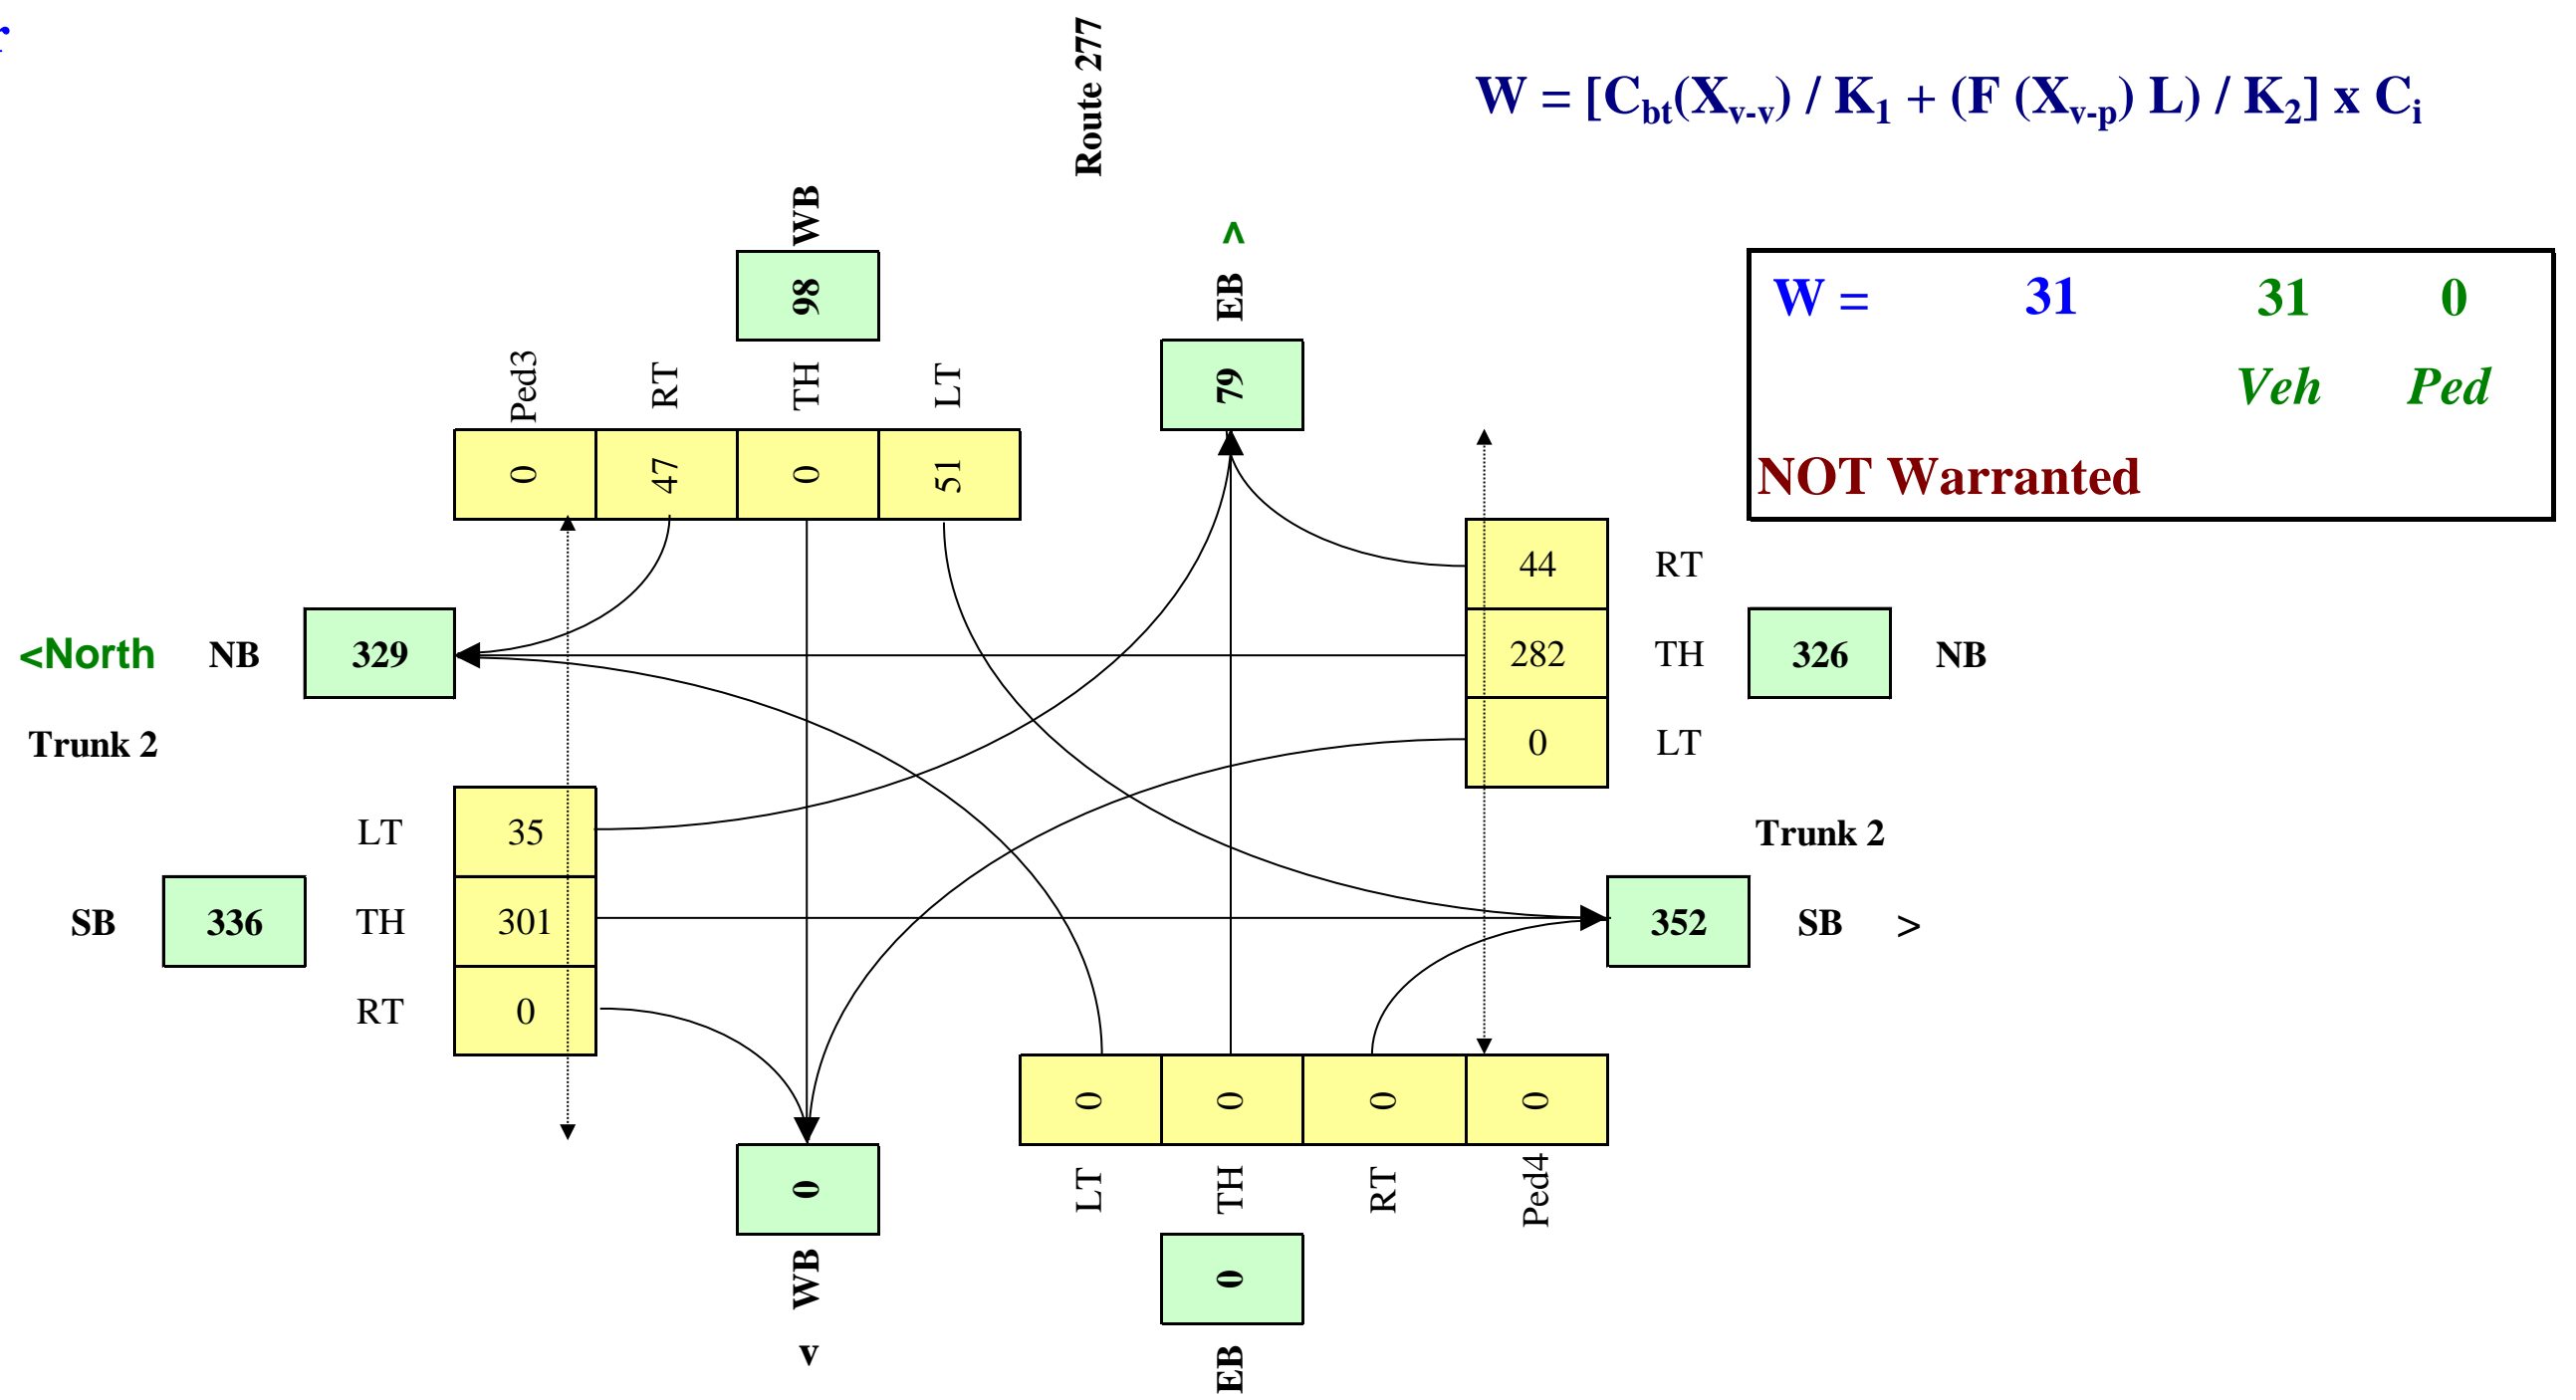 r
Route 277
W = [Cbt(Xv-v) / K1 + (F (Xv-p) L) / K2] x Ci
WB
98
^
EB
79
W = 31 31 0
Veh Ped
NOT Warranted
Ped3 RT TH LT
0 47 0 51
44 RT
<North NB 329
282 TH 326 NB
0 LT
Trunk 2
LT 35
Trunk 2
SB 336 TH 301
352 SB >
RT 0
0 0 0 0
LT TH RT Ped4
0
WB
v
0
EB